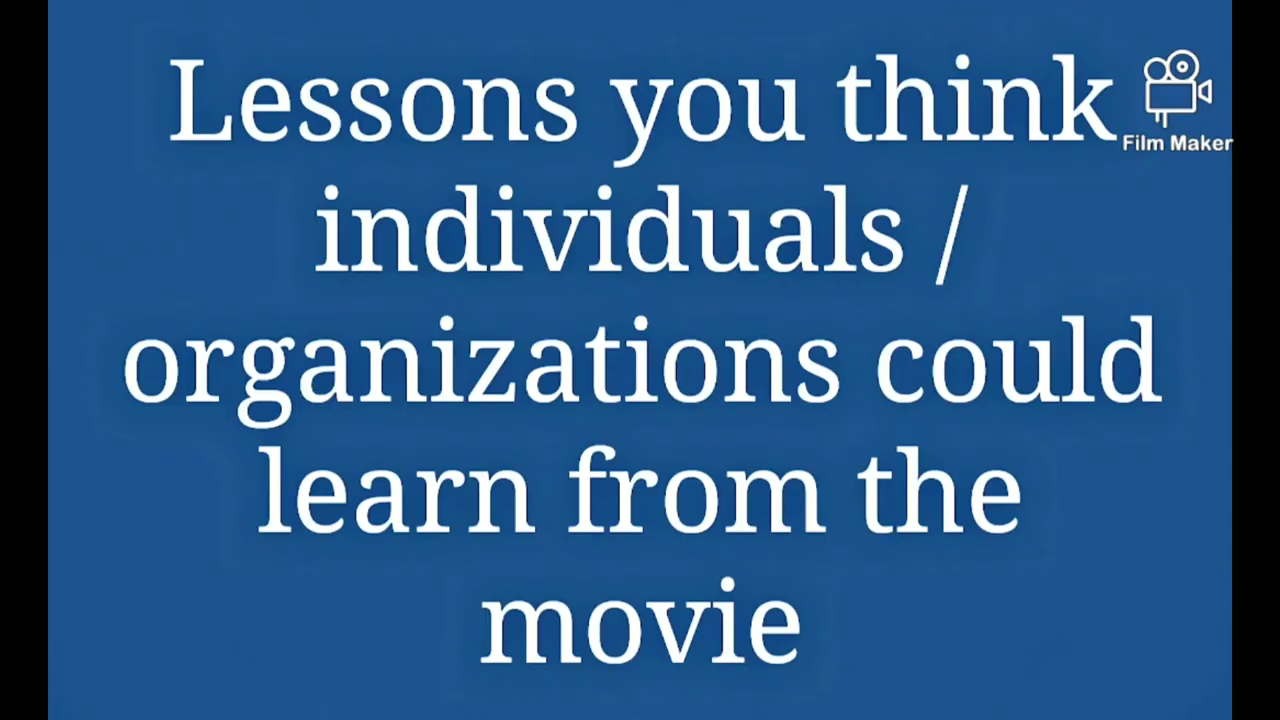 Lessons you think
Film Maker
individuals /
organizations could
learn from the
movie